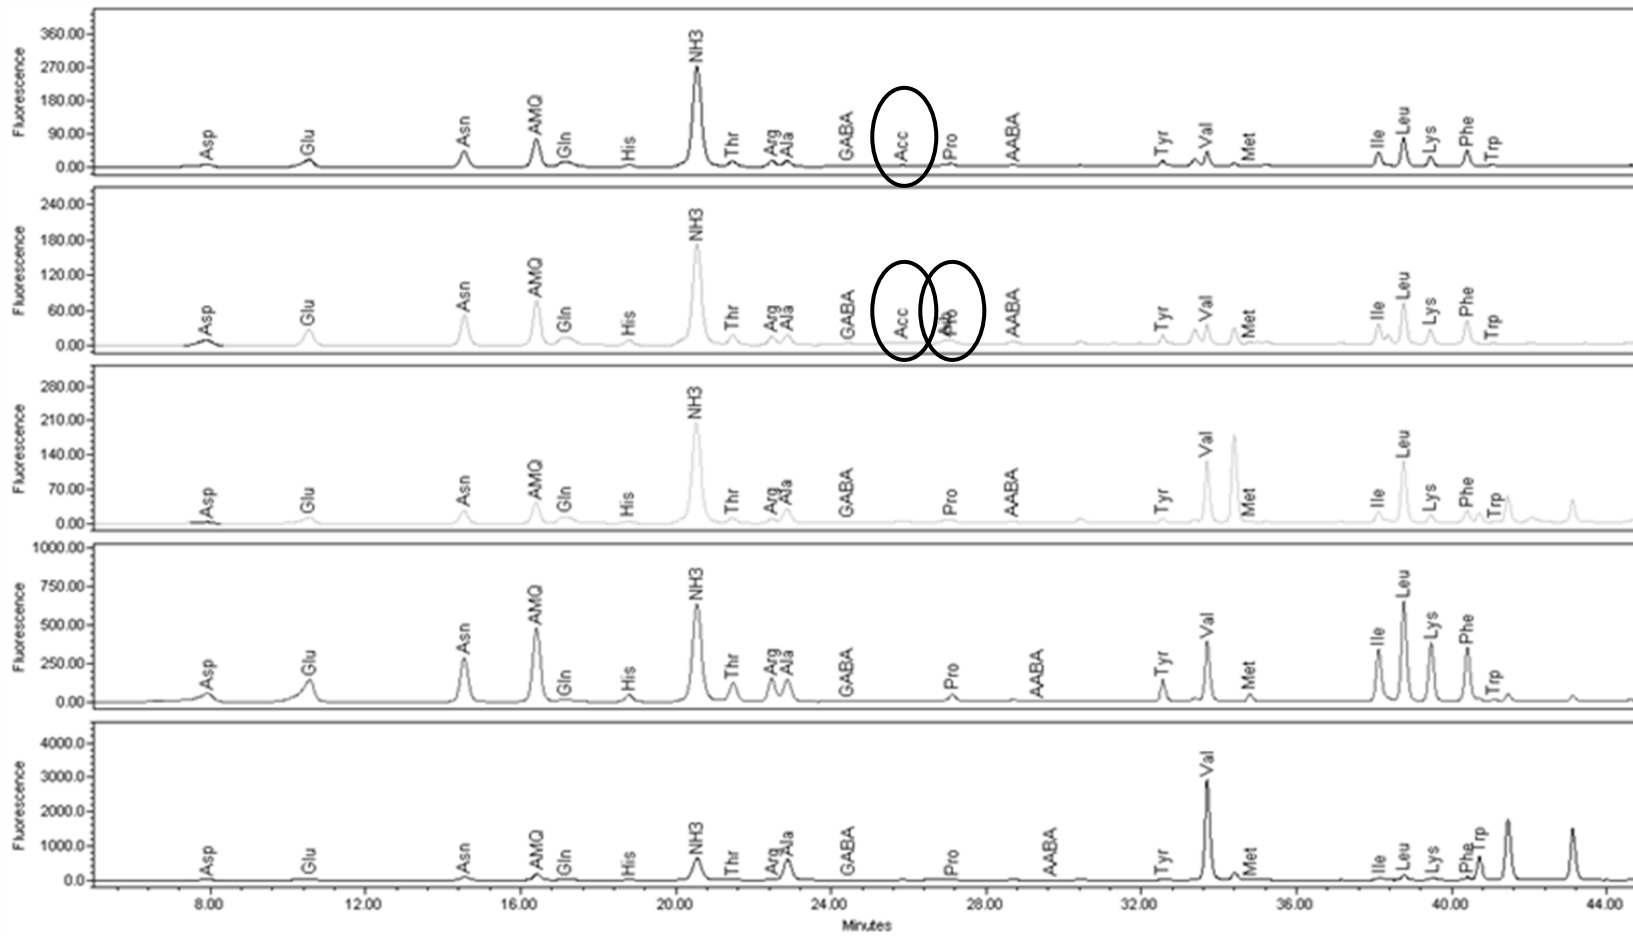 Fluorescence
360.00
270.00
180.00
90.00
0.00
Asp Glu Asn AMQ Gln His NH3 Thr Arg Ala GABA Acc Pro AABA Tyr Val Met Ile Leu Lys Phe Trp
Fluorescence
240.00
180.00
120.00
60.00
0.00
Asp Glu Asn AMQ Gln His NH3 Thr Arg Ala GABA Acc Pro AABA Tyr Val Met Ile Leu Lys Phe Trp
Fluorescence
280.00
210.00
140.00
70.00
0.00
Asp Glu Asn AMQ Gln His NH3 Thr Arg Ala GABA Pro AABA Tyr Val Met Ile Leu Lys Phe Trp
Fluorescence
1000.00
750.00
500.00
250.00
0.00
Asp Glu Asn AMQ Gln His NH3 Thr Arg Ala GABA Pro AABA Tyr Val Met Ile Leu Lys Phe Trp
Fluorescence
4000.0
3000.0
2000.0
1000.0
0.0
Asp Glu Asn AMQ Gln His NH3 Thr Arg Ala GABA Pro AABA Tyr Val Met Ile Leu Lys Phe Trp
8.00 12.00 16.00 20.00 24.00 28.00 32.00 36.00 40.00 44.00
Minutes